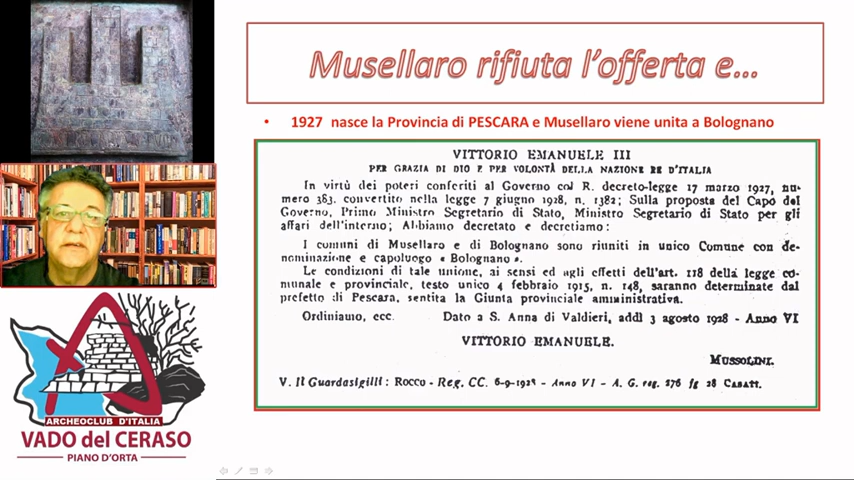 Musellaro rifiuta l'offerta e...
• 1927 nasce la Provincia di PESCARA e Musellaro viene unita a Bolognano
VITTORIO EMANUELE III
PER GRAZIA DI DIO E PER VOLONTÀ DELLA NAZIONE RE D'ITALIA
In virtù dei poteri conferiti al Governo col R. decreto-legge 17 marzo 1927, nu-
mero 383, convertito nella legge 7 giugno 1928, n. 1382; Sulla proposta del Capo del
Governo, Primo Ministro Segretario di Stato, Ministro Segretario di Stato per gli
affari dell'interno; Abbiamo decretato e decretiamo:
I comuni di Musellaro e di Bolognano sono riuniti in unico Comune con de-
nominazione e capoluogo « Bolognano ».
Le condizioni di tale unione, ai sensi ed agli effetti dell'art. 118 della legge co-
munale e provinciale, testo unico 4 febbraio 1915, n. 148, saranno determinate dal
prefetto di Pescara, sentita la Giunta provinciale amministrativa.
Ordiniamo, ecc. Dato a S. Anna di Valdieri, addì 3 agosto 1928 - Anno VI
VITTORIO EMANUELE.
MUSSOLINI.
V. Il Guardasigilli: ROCCO - Reg. CC. 6-9-1928 - Anno VI - A. G. reg. 276 fg 28 CASATI.
ARCHEOCLUB D'ITALIA
VADO del CERASO
PIANO D'ORTA